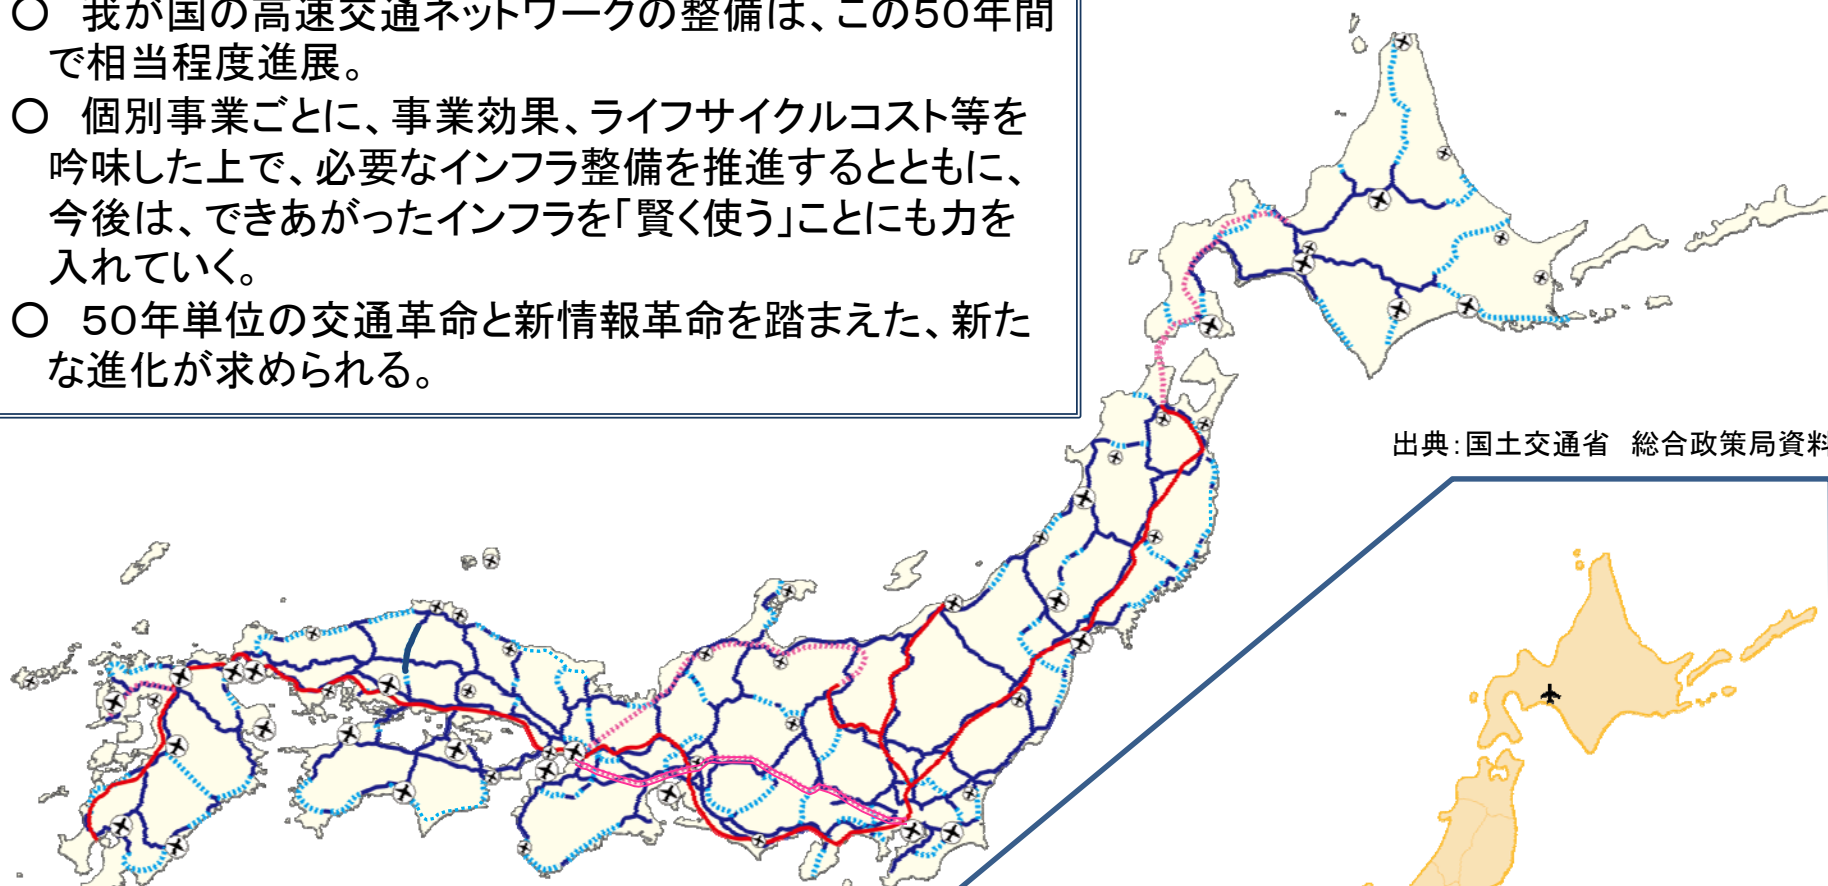 ○　我が国の高速交通ネットワークの整備は、この５０年間
で相当程度進展。
○　個別事業ごとに、事業効果、ライフサイクルコスト等を
吟味した上で、必要なインフラ整備を推進するとともに、
今後は、できあがったインフラを「賢く使う」ことにも力を
入れていく。
○　５０年単位の交通革命と新情報革命を踏まえた、新た
な進化が求められる。
出典：国土交通省　総合政策局資料